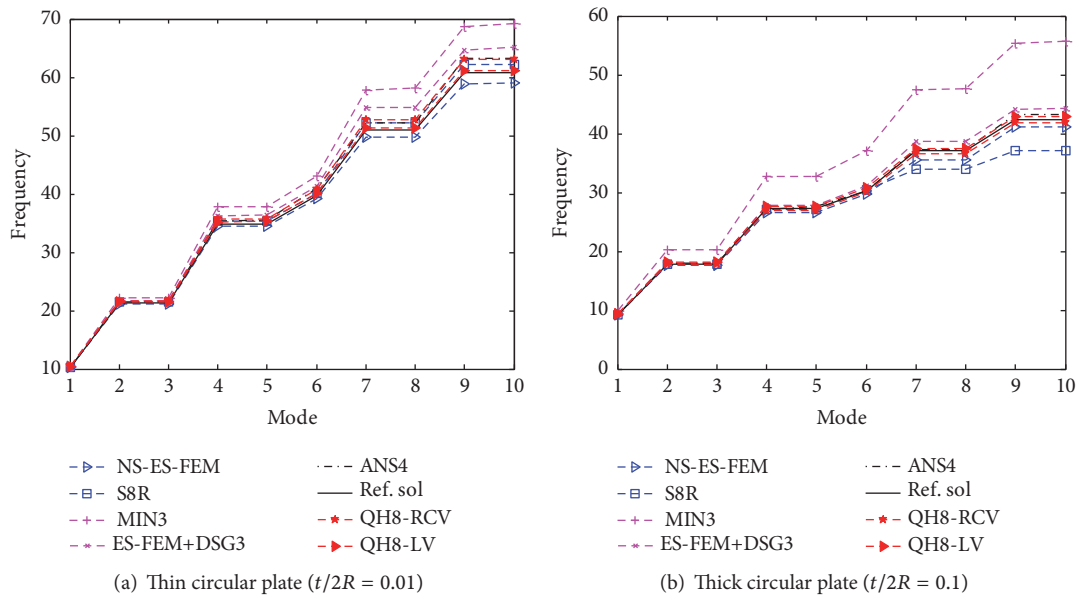 70
60
50
40
30
20
10
Frequency
1 2 3 4 5 6 7 8 9 10
Mode
NS-ES-FEM
S8R
MIN3
ES-FEM+DSG3
ANS4
Ref. sol
QH8-RCV
QH8-LV
(a) Thin circular plate (t/2R = 0.01)
60
50
40
30
20
10
0
Frequency
1 2 3 4 5 6 7 8 9 10
Mode
NS-ES-FEM
S8R
MIN3
ES-FEM+DSG3
ANS4
Ref. sol
QH8-RCV
QH8-LV
(b) Thick circular plate (t/2R = 0.1)